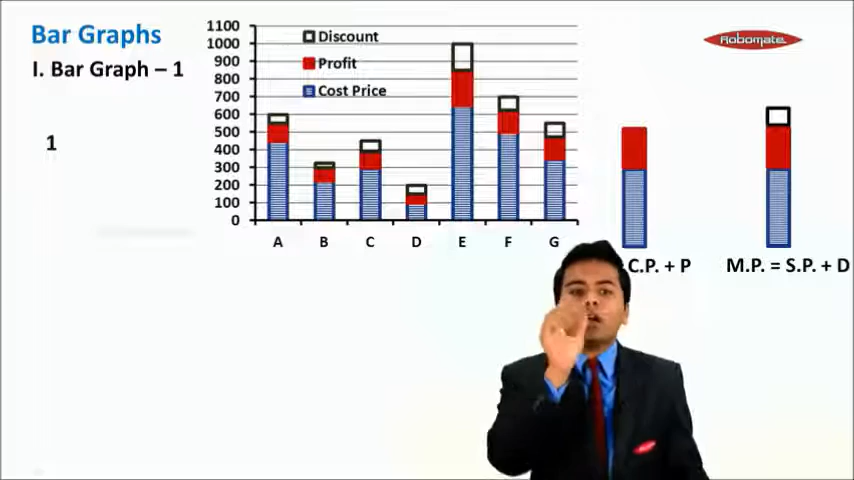 Bar Graphs
I. Bar Graph – 1
1
1100
1000
900
800
700
600
500
400
300
200
100
0
Discount
Profit
Cost Price
A B C D E F G
Robomate
C.P. + P
M.P. = S.P. + D